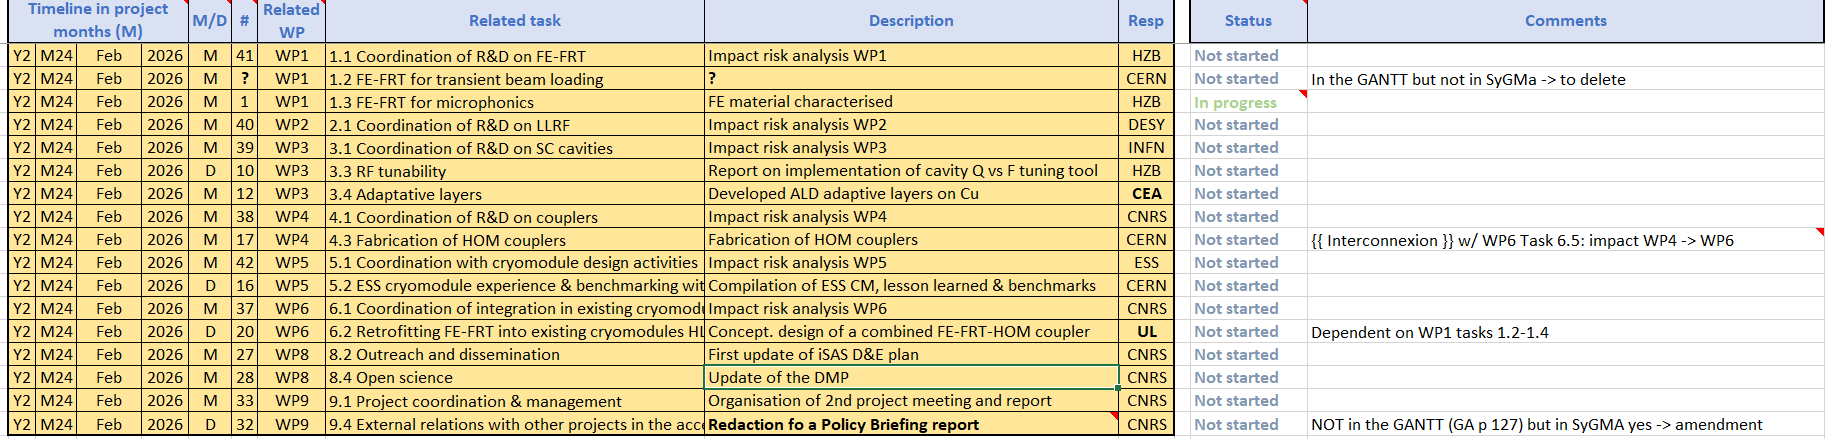 Timeline in project months (M) M/D # Related WP Related task Description Resp Status Comments
Y2 M24 Feb 2026 M 41 WP1 1.1 Coordination of R&D on FE-FRT Impact risk analysis WP1 HZB Not started
Y2 M24 Feb 2026 M ? WP1 1.2 FE-FRT for transient beam loading ? CERN Not started In the GANTT but not in SyGMa -> to delete
Y2 M24 Feb 2026 M 1 WP1 1.3 FE-FRT for microphonics FE material characterised HZB In progress
Y2 M24 Feb 2026 M 40 WP2 2.1 Coordination of R&D on LLRF Impact risk analysis WP2 DESY Not started
Y2 M24 Feb 2026 M 39 WP3 3.1 Coordination of R&D on SC cavities Impact risk analysis WP3 INFN Not started
Y2 M24 Feb 2026 D 10 WP3 3.3 RF tunability Report on implementation of cavity Q vs F tuning tool HZB Not started
Y2 M24 Feb 2026 M 12 WP3 3.4 Adaptative layers Developed ALD adaptive layers on Cu CEA Not started
Y2 M24 Feb 2026 M 38 WP4 4.1 Coordination of R&D on couplers Impact risk analysis WP4 CNRS Not started
Y2 M24 Feb 2026 M 17 WP4 4.3 Fabrication of HOM couplers Fabrication of HOM couplers CERN Not started {{ Interconnexion }} w/ WP6 Task 6.5: impact WP4 -> WP6
Y2 M24 Feb 2026 M 42 WP5 5.1 Coordination with cryomodule design activities Impact risk analysis WP5 ESS Not started
Y2 M24 Feb 2026 D 16 WP5 5.2 ESS cryomodule experience & benchmarking wit Compilation of ESS CM, lesson learned & benchmarks CERN Not started
Y2 M24 Feb 2026 M 37 WP6 6.1 Coordination of integration in existing cryomodu Impact risk analysis WP6 CNRS Not started
Y2 M24 Feb 2026 D 20 WP6 6.2 Retrofitting FE-FRT into existing cryomodules HL Concept. design of a combined FE-FRT-HOM coupler UL Not started Dependent on WP1 tasks 1.2-1.4
Y2 M24 Feb 2026 M 27 WP8 8.2 Outreach and dissemination First update of iSAS D&E plan CNRS Not started
Y2 M24 Feb 2026 M 28 WP8 8.4 Open science Update of the DMP CNRS Not started
Y2 M24 Feb 2026 M 33 WP9 9.1 Project coordination & management Organisation of 2nd project meeting and report CNRS Not started
Y2 M24 Feb 2026 D 32 WP9 9.4 External relations with other projects in the acce Redaction fo a Policy Briefing report CNRS Not started NOT in the GANTT (GA p 127) but in SyGMA yes -> amendment